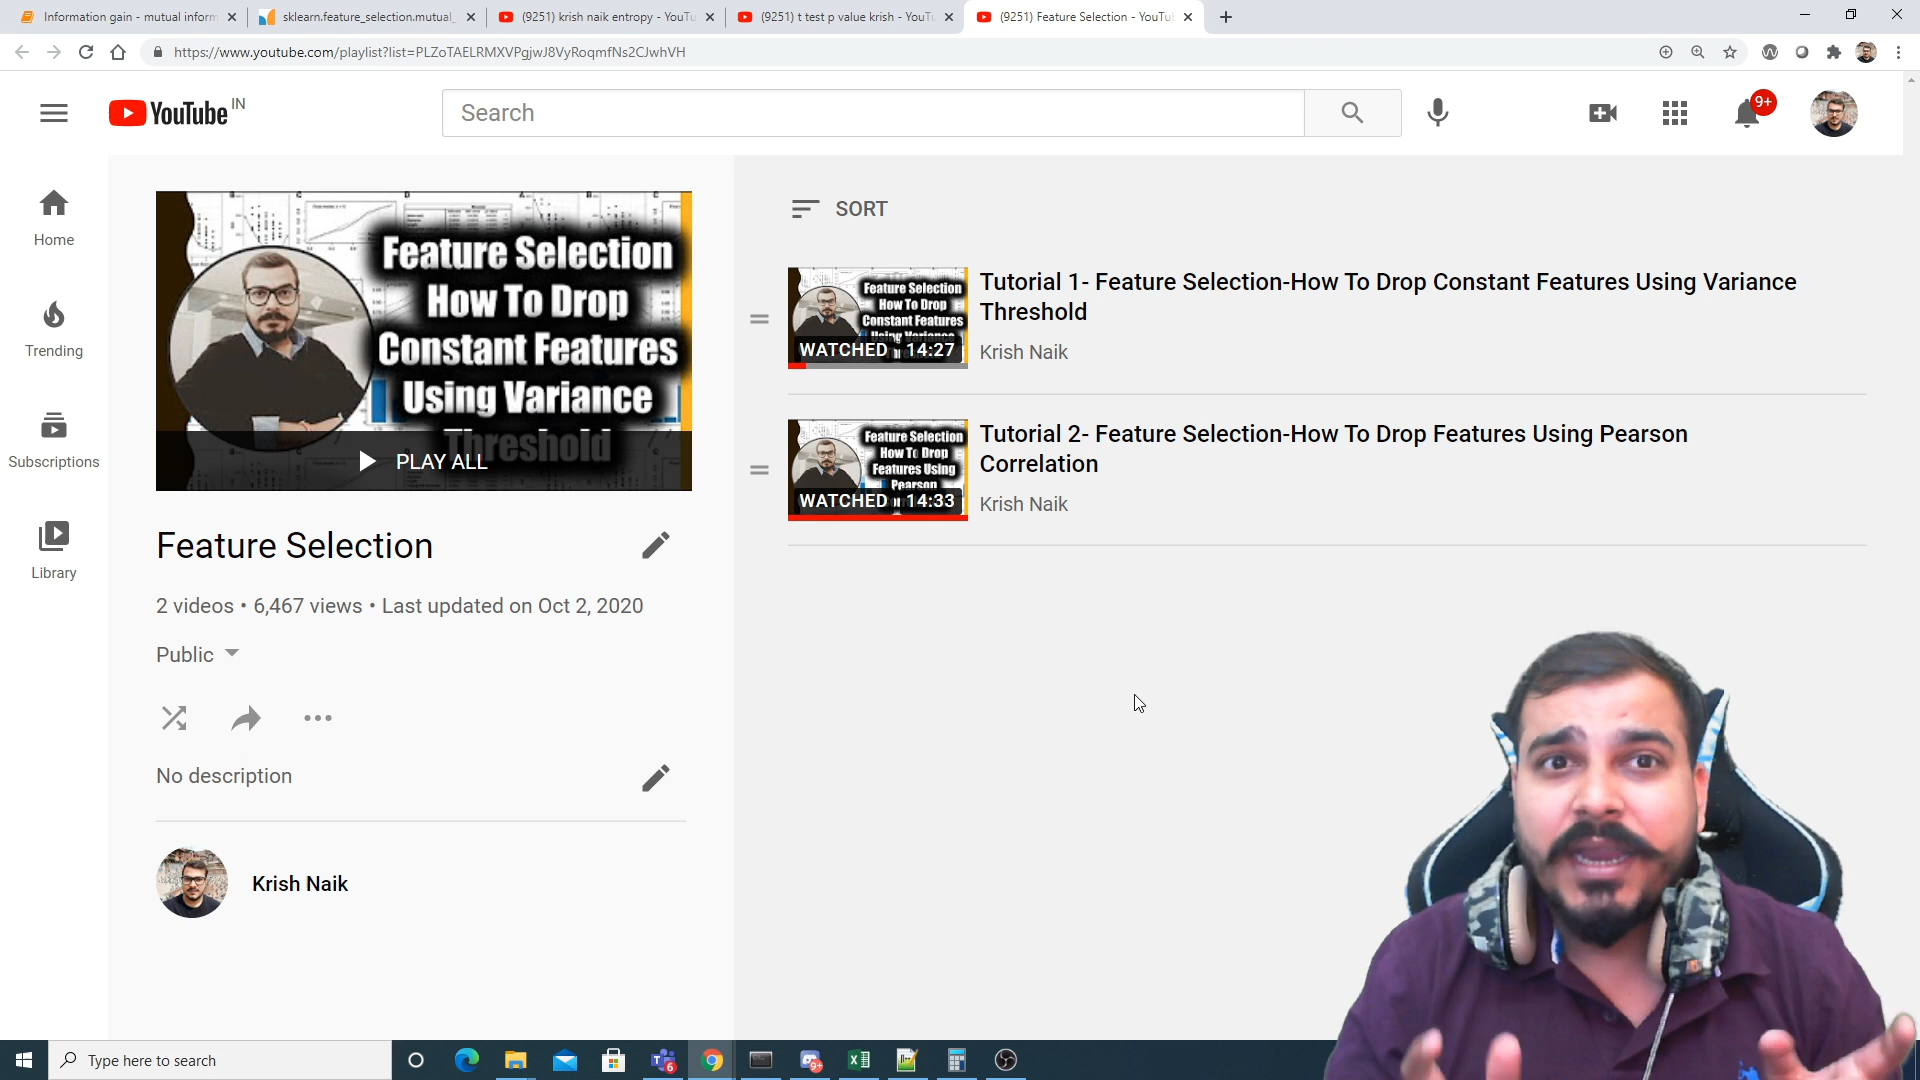 Information gain - mutual inform
sklearn.feature_selection.mutual_
(9251) krish naik entropy - YouTu
(9251) t test p value krish - YouTu
(9251) Feature Selection - YouTu
https://www.youtube.com/playlist?list=PLZoTAELRMXVPgjwJ8VyRoqmfNs2CJwhVH
YouTube IN
Search
9+
Home
Trending
Subscriptions
Library
Feature Selection
How To Drop
Constant Features
Using Variance
Threshold
PLAY ALL
Feature Selection
2 videos • 6,467 views • Last updated on Oct 2, 2020
Public
No description
Krish Naik
SORT
Feature Selection
How To Drop
Constant Features
Using Variance
WATCHED
14:27
Tutorial 1- Feature Selection-How To Drop Constant Features Using Variance
Threshold
Krish Naik
Feature Selection
How To Drop
Features Using
Pearson
WATCHED
14:33
Tutorial 2- Feature Selection-How To Drop Features Using Pearson
Correlation
Krish Naik
Type here to search
6
9+